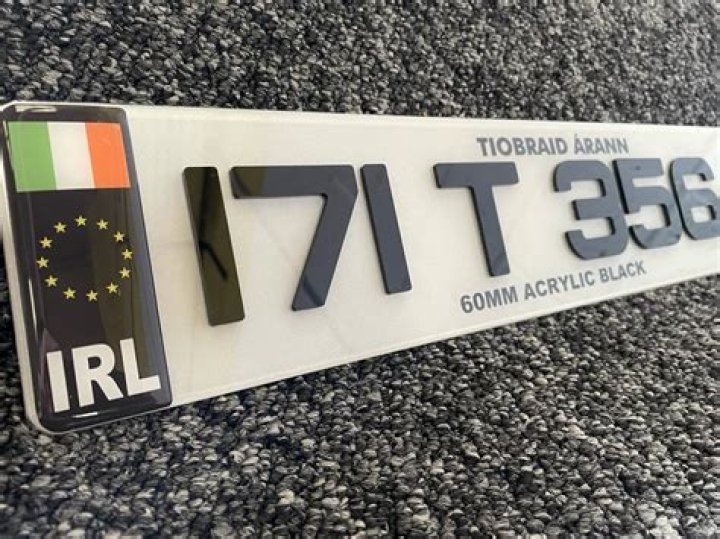 TIOBRAID ÁRANN
171 T 356
60MM ACRYLIC BLACK
IRL